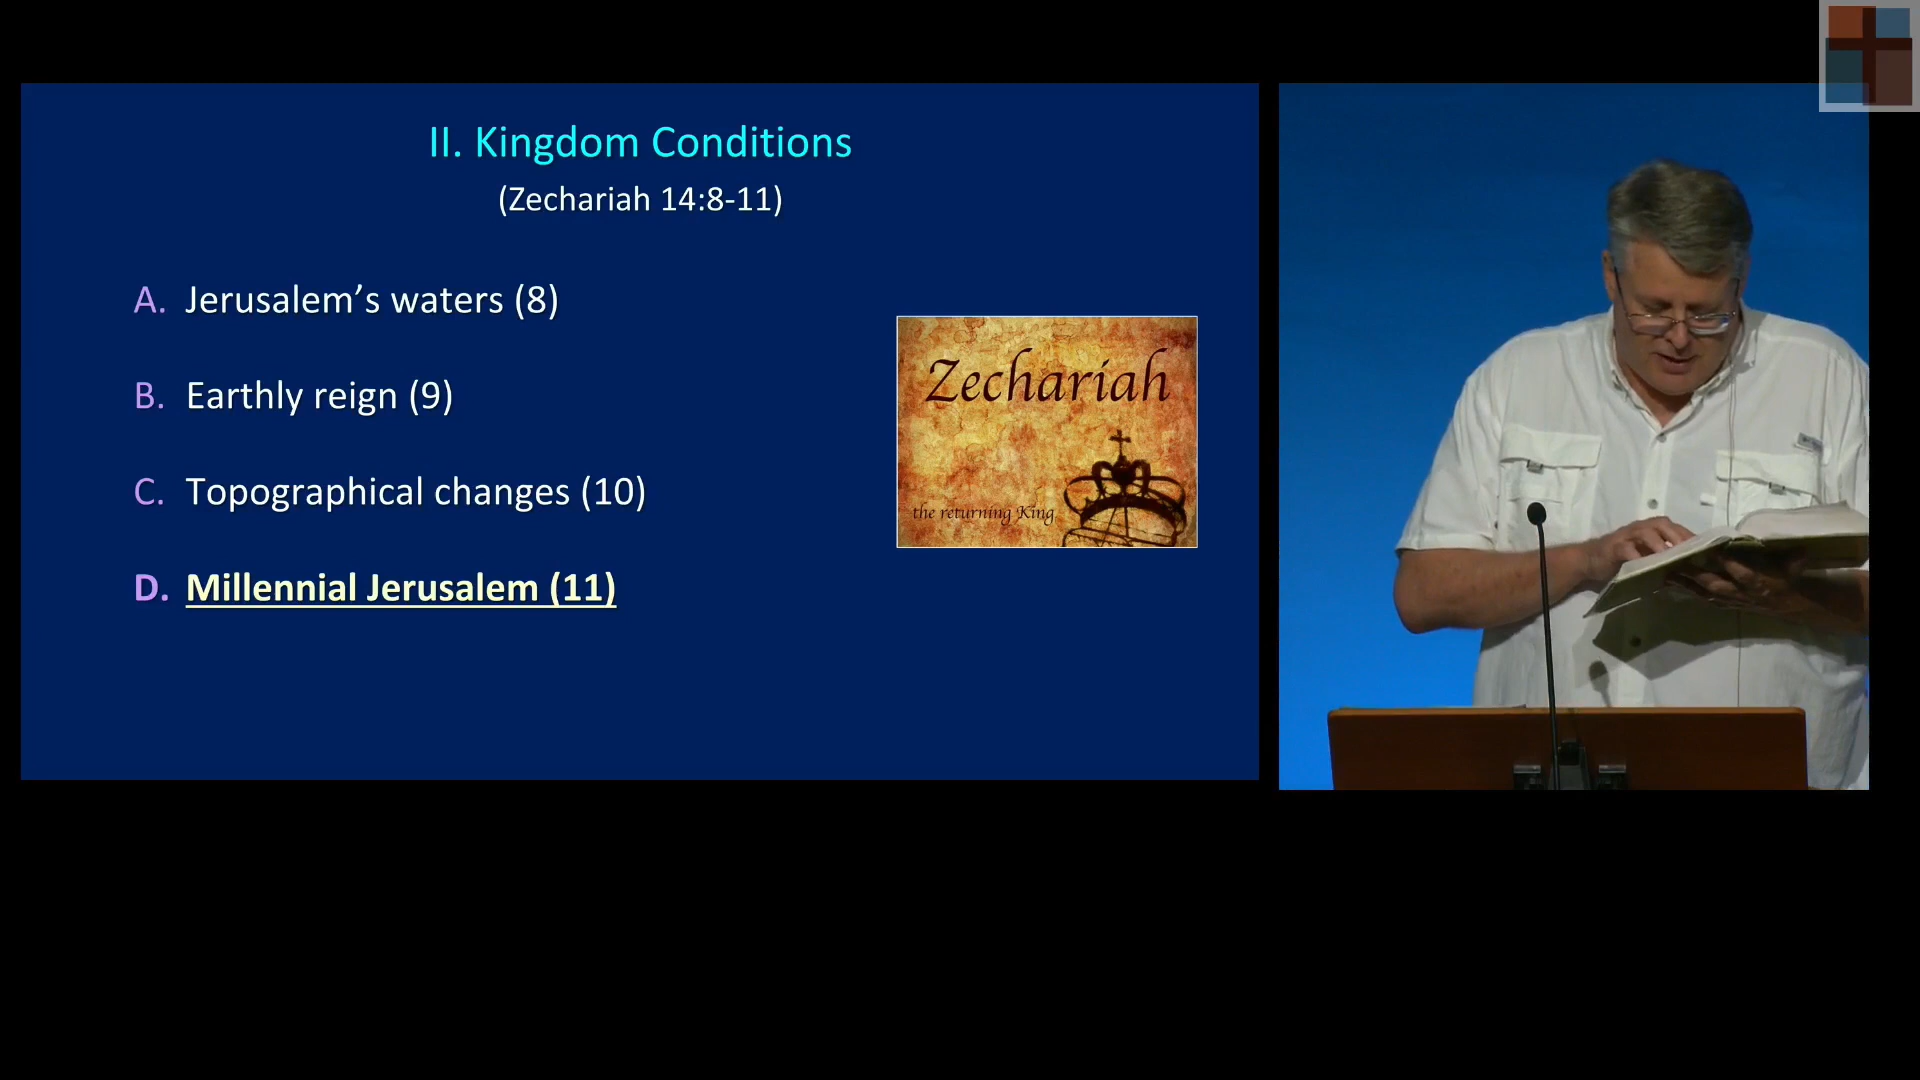 II. Kingdom Conditions
(Zechariah 14:8-11)
A. Jerusalem’s waters (8)
B. Earthly reign (9)
C. Topographical changes (10)
D. Millennial Jerusalem (11)
Zechariah
the returning King